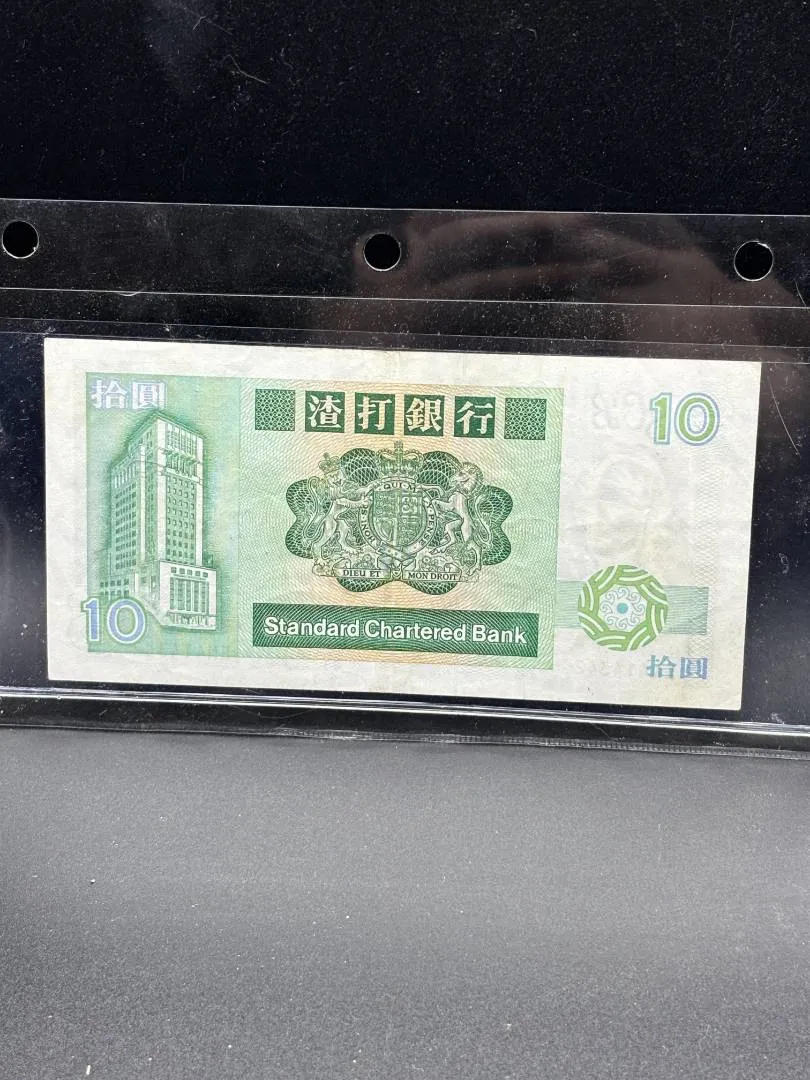 拾圓
渣打銀行
10
DIEU ET MON DROIT
10
Standard Chartered Bank
拾圓